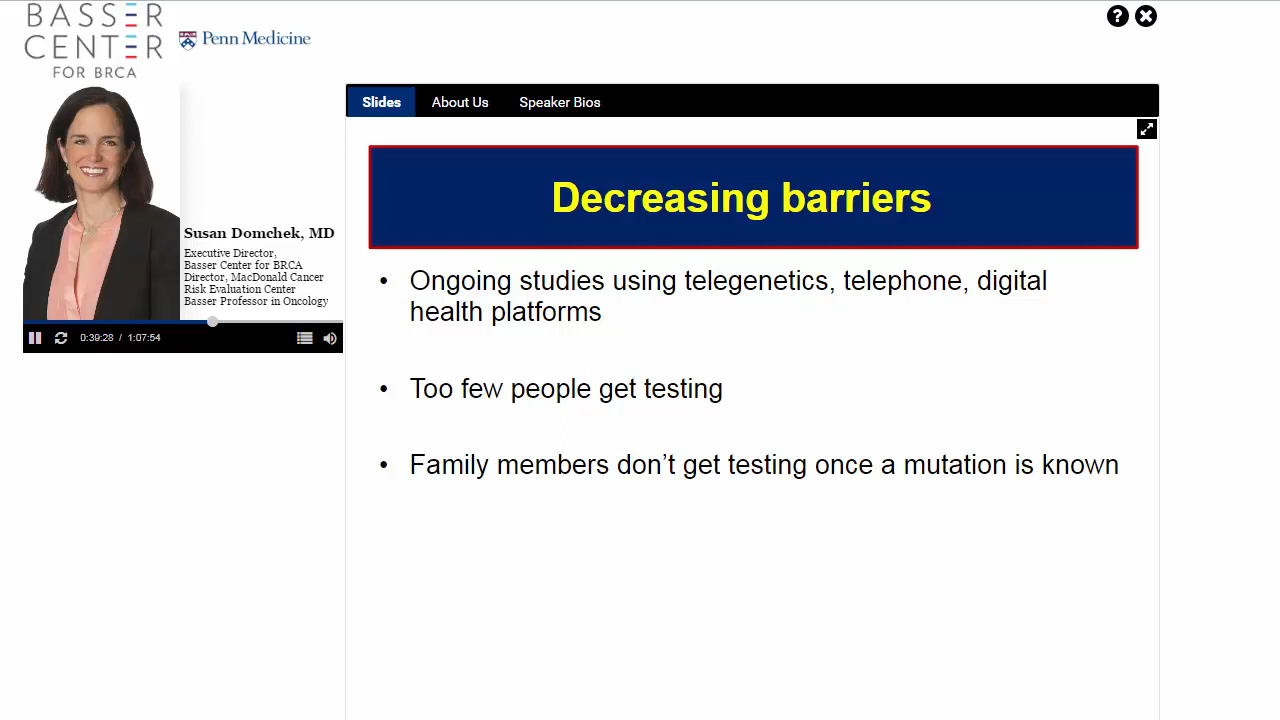 BASSER
CENTER
FOR BRCA
Penn Medicine
Susan Domchek, MD
Executive Director,
Basser Center for BRCA
Director, MacDonald Cancer
Risk Evaluation Center
Basser Professor in Oncology
0:39:28 / 1:07:54
Slides About Us Speaker Bios
Decreasing barriers
• Ongoing studies using telegenetics, telephone, digital
health platforms
• Too few people get testing
• Family members don’t get testing once a mutation is known